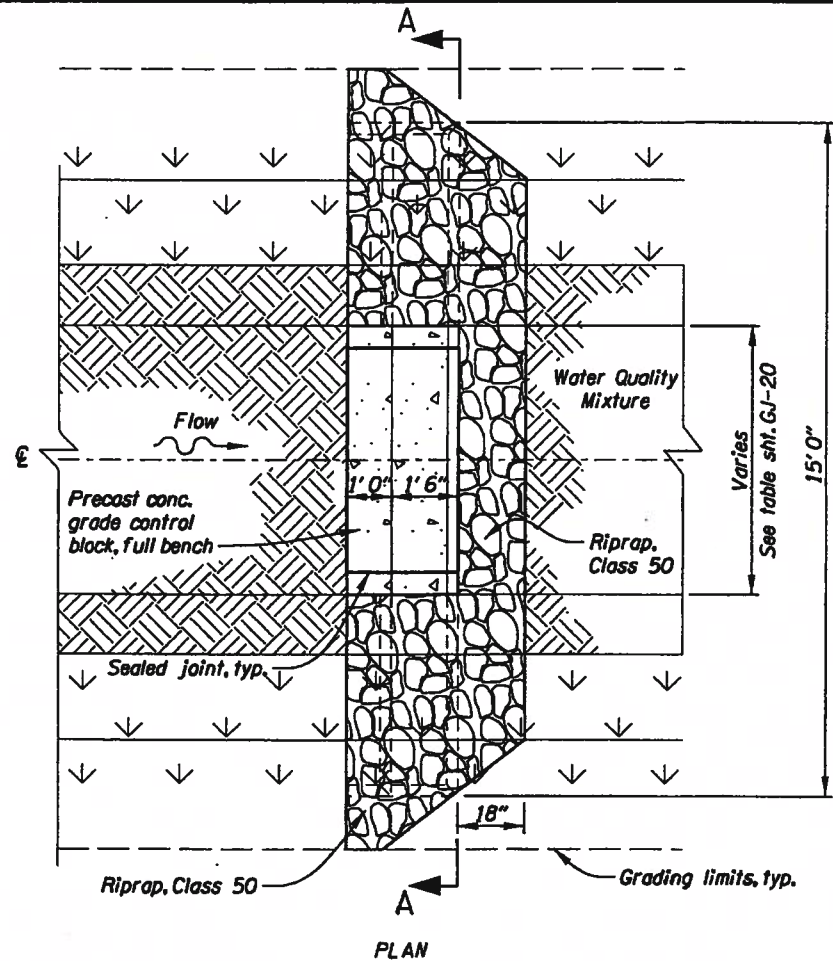 A
Flow
Water Quality
Mixture
Varies
See table sht. GJ-20
15' 0"
℄
1' 0"
1' 6"
Precast conc.
grade control
block, full bench
Riprap,
Class 50
Sealed joint, typ.
18"
Riprap, Class 50
A
Grading limits, typ.
PLAN